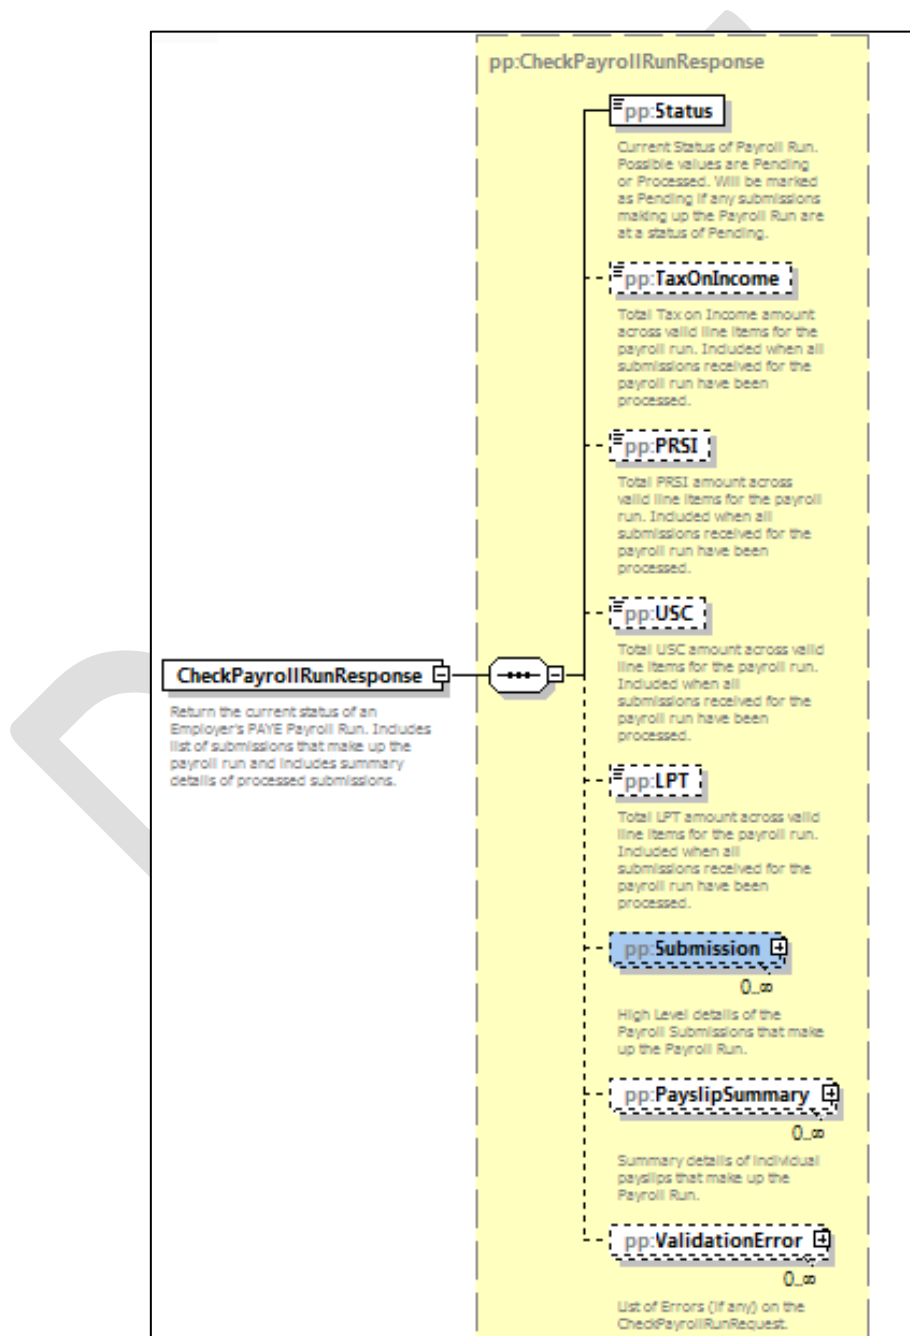 pp:CheckPayrollRunResponse
pp:Status
Current Status of Payroll Run.
Possible values are Pending
or Processed. Will be marked
as Pending if any submissions
making up the Payroll Run are
at a status of Pending.
pp:TaxOnIncome
Total Tax on Income amount
across valid line items for the
payroll run. Included when all
submissions received for the
payroll run have been
processed.
pp:PRSI
Total PRSI amount across
valid line items for the payroll
run. Included when all
submissions received for the
payroll run have been
processed.
pp:USC
Total USC amount across valid
line items for the payroll run.
Included when all
submissions received for the
payroll run have been
processed.
CheckPayrollRunResponse
Return the current status of an
Employer's PAYE Payroll Run. Includes
list of submissions that make up the
payroll run and includes summary
details of processed submissions.
pp:LPT
Total LPT amount across valid
line items for the payroll run.
Included when all
submissions received for the
payroll run have been
processed.
pp:Submission
0..∞
High Level details of the
Payroll Submissions that make
up the Payroll Run.
pp:PayslipSummary
0..∞
Summary details of individual
payslips that make up the
Payroll Run.
pp:ValidationError
0..∞
List of Errors (if any) on the
CheckPayrollRunRequest.